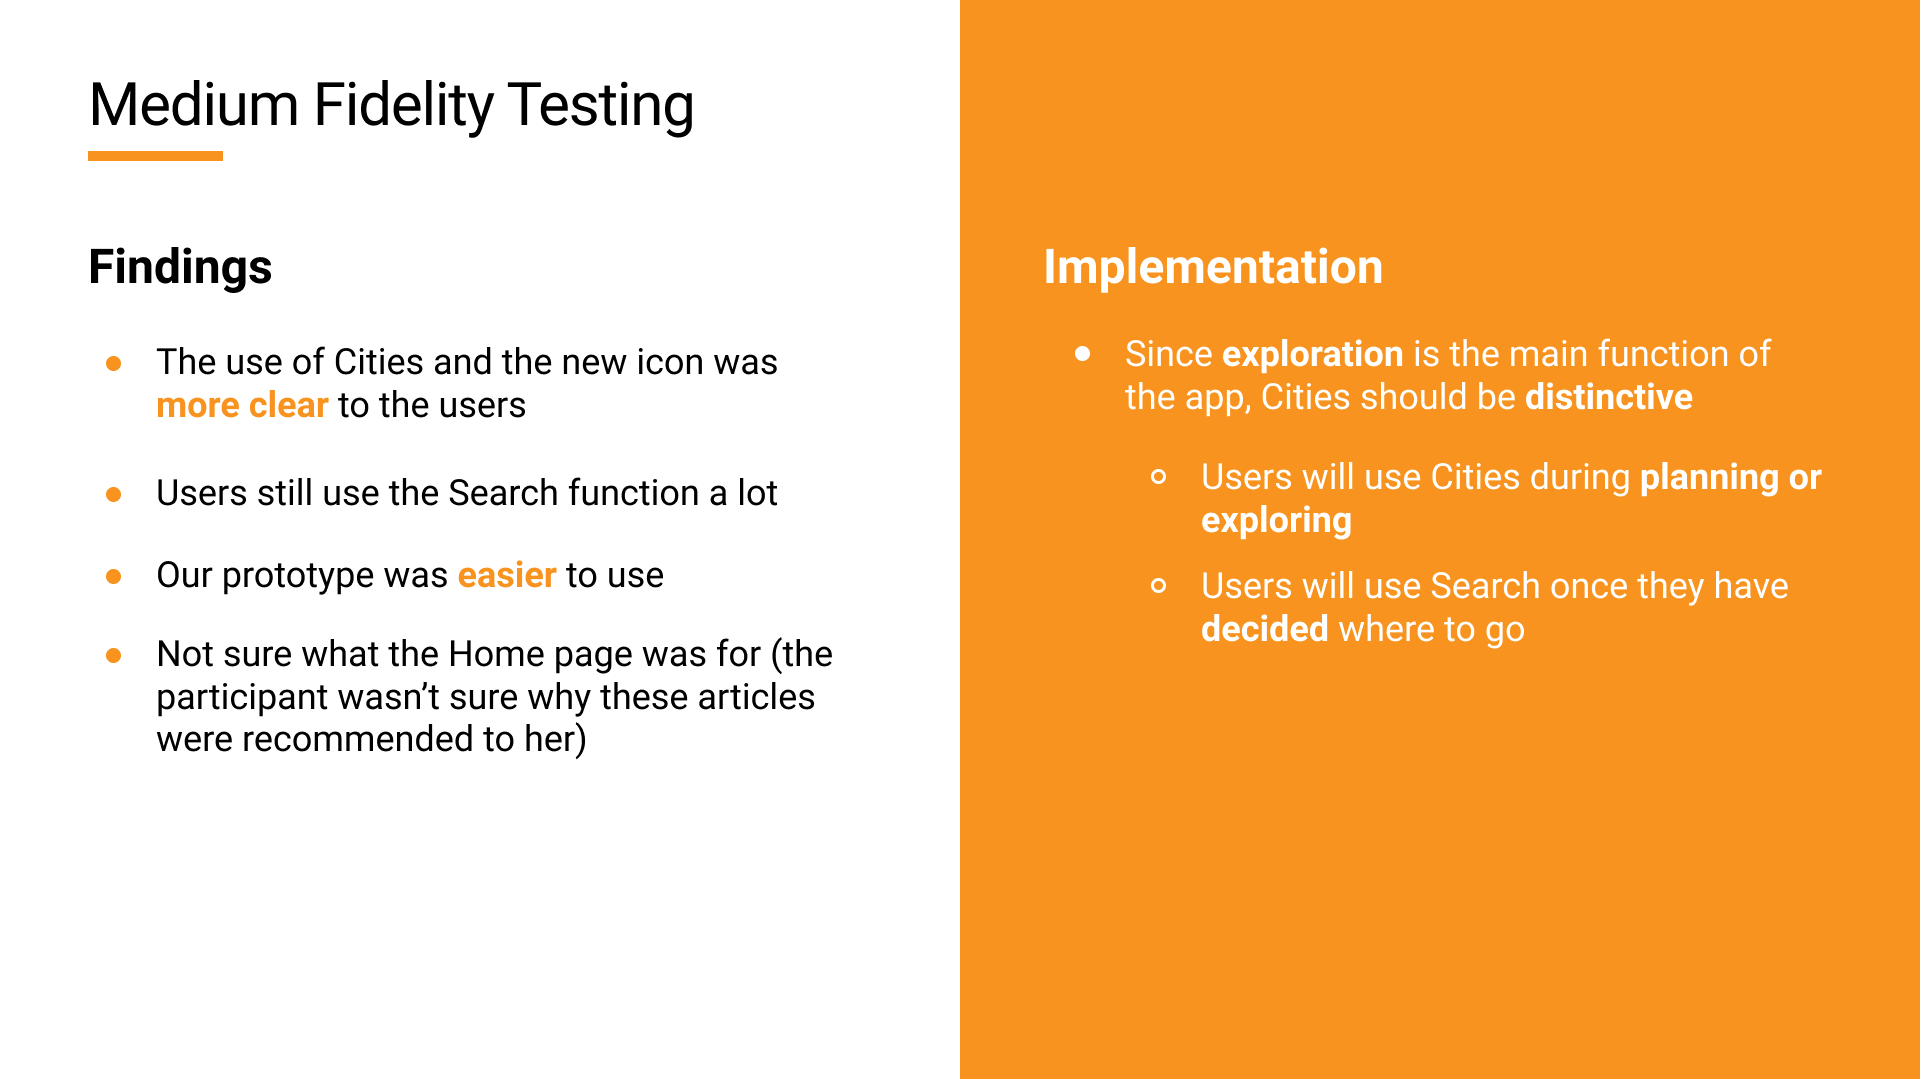 Medium Fidelity Testing
Findings
The use of Cities and the new icon was
more clear to the users
Users still use the Search function a lot
Our prototype was easier to use
Not sure what the Home page was for (the
participant wasn’t sure why these articles
were recommended to her)
Implementation
Since exploration is the main function of
the app, Cities should be distinctive
Users will use Cities during planning or
exploring
Users will use Search once they have
decided where to go